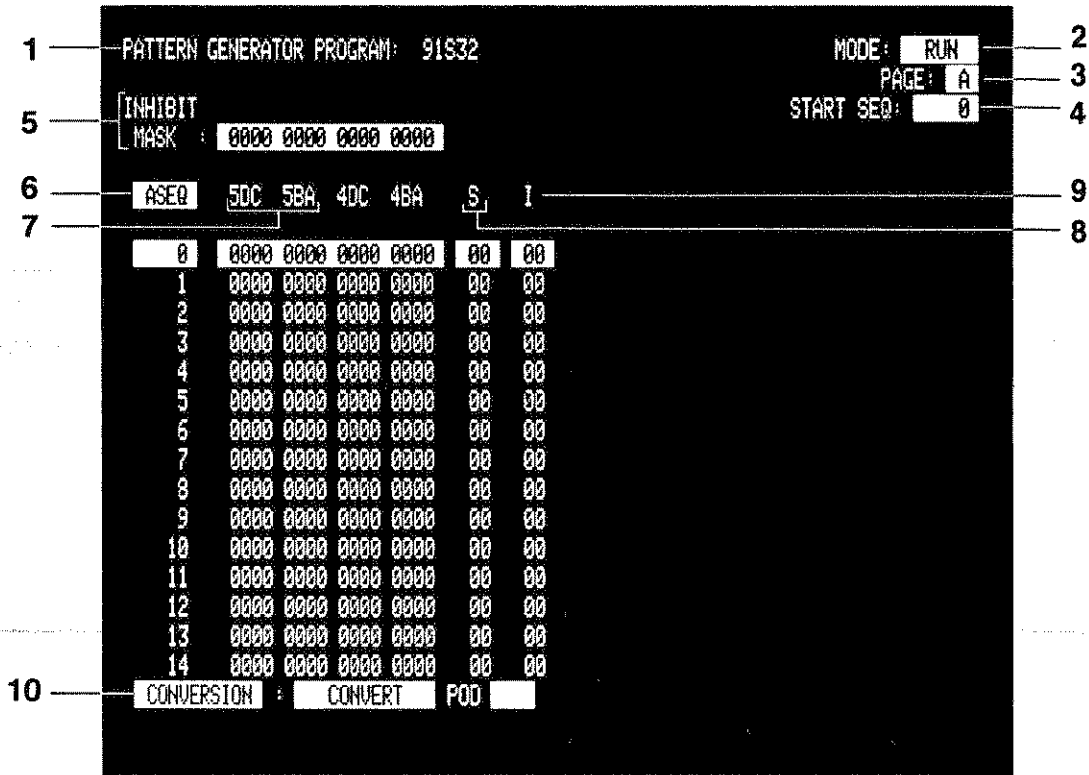 1 PATTERN GENERATOR PROGRAM: 91S32 MODE: RUN 2
PAGE: A 3
INHIBIT START SEQ: 0 4
5 MASK : 0000 0000 0000 0000
6 ASEQ 5DC 5BA 4DC 4BA S I 9
7 8
0 0000 0000 0000 0000 00 00
1 0000 0000 0000 0000 00 00
2 0000 0000 0000 0000 00 00
3 0000 0000 0000 0000 00 00
4 0000 0000 0000 0000 00 00
5 0000 0000 0000 0000 00 00
6 0000 0000 0000 0000 00 00
7 0000 0000 0000 0000 00 00
8 0000 0000 0000 0000 00 00
9 0000 0000 0000 0000 00 00
10 0000 0000 0000 0000 00 00
11 0000 0000 0000 0000 00 00
12 0000 0000 0000 0000 00 00
13 0000 0000 0000 0000 00 00
14 0000 0000 0000 0000 00 00
10 CONVERSION : CONVERT POD